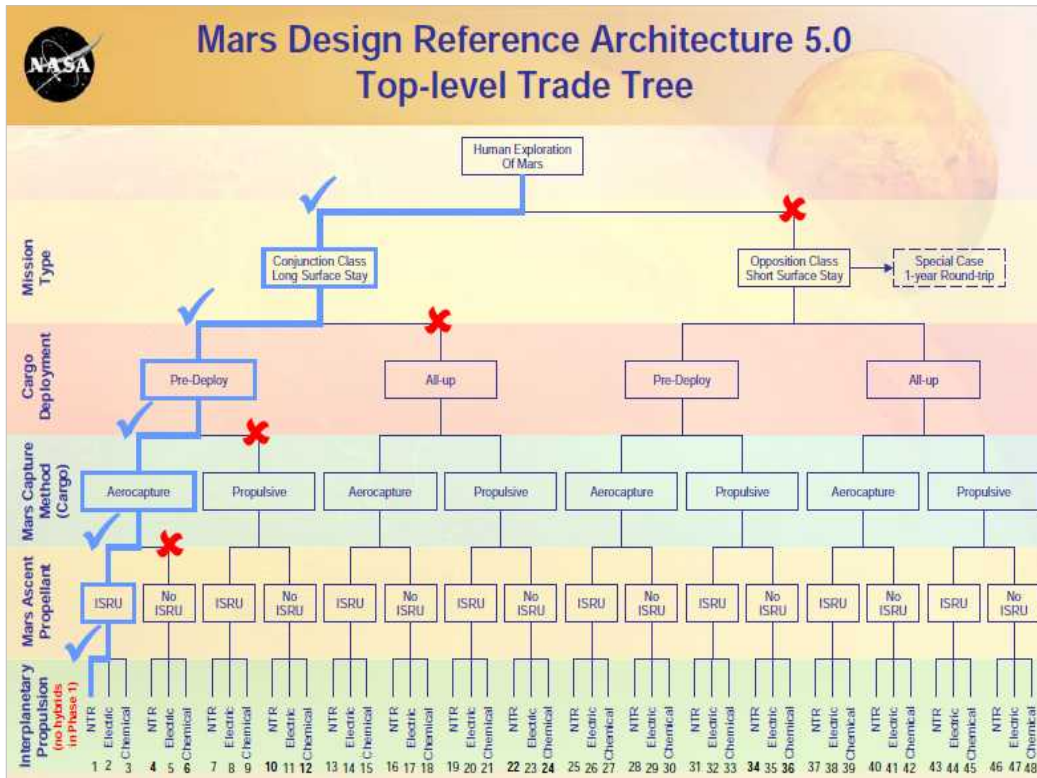 NASA
Mars Design Reference Architecture 5.0
Top-level Trade Tree
Human Exploration
Of Mars
Mission
Type
Conjunction Class
Long Surface Stay
Opposition Class
Short Surface Stay
Special Case
1-year Round-trip
Cargo
Deployment
Pre-Deploy
All-up
Pre-Deploy
All-up
Mars Capture
Method
(Cargo)
Aerocapture
Propulsive
Aerocapture
Propulsive
Aerocapture
Propulsive
Aerocapture
Propulsive
Mars Ascent
Propellant
ISRU
No
ISRU
ISRU
No
ISRU
ISRU
No
ISRU
ISRU
No
ISRU
ISRU
No
ISRU
ISRU
No
ISRU
ISRU
No
ISRU
ISRU
No
ISRU
Interplanetary
Propulsion
(no hybrids
in Phase 1)
NTR
Electric
Chemical
NTR
Electric
Chemical
NTR
Electric
Chemical
NTR
Electric
Chemical
NTR
Electric
Chemical
NTR
Electric
Chemical
NTR
Electric
Chemical
NTR
Electric
Chemical
NTR
Electric
Chemical
NTR
Electric
Chemical
NTR
Electric
Chemical
NTR
Electric
Chemical
NTR
Electric
Chemical
NTR
Electric
Chemical
NTR
Electric
Chemical
NTR
Electric
Chemical
1 2 3 4 5 6 7 8 9 10 11 12 13 14 15 16 17 18 19 20 21 22 23 24 25 26 27 28 29 30 31 32 33 34 35 36 37 38 39 40 41 42 43 44 45 46 47 48